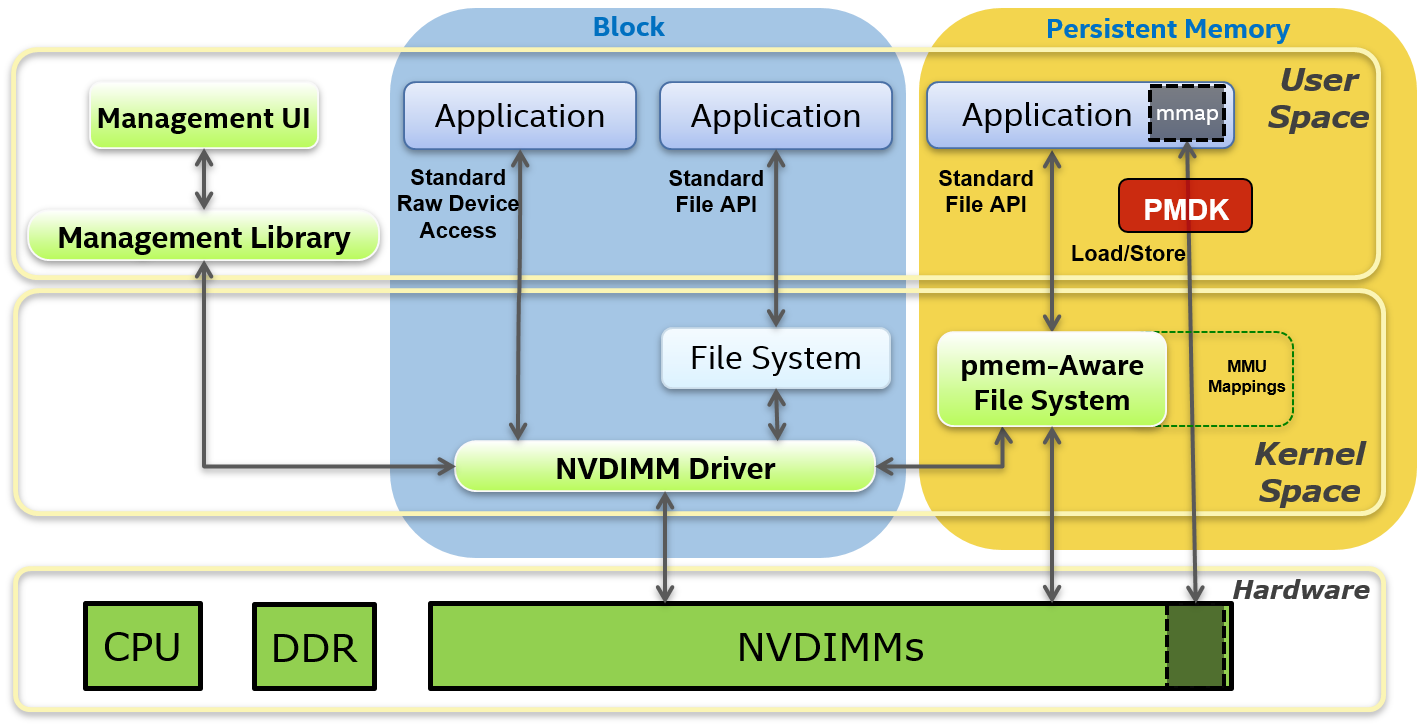 Block
Persistent Memory
User
Space
Management UI
Application
Application
Application
mmap
Standard
Raw Device
Access
Standard
File API
Standard
File API
PMDK
Management Library
Load/Store
File System
pmem-Aware
File System
MMU
Mappings
NVDIMM Driver
Kernel
Space
Hardware
CPU
DDR
NVDIMMs